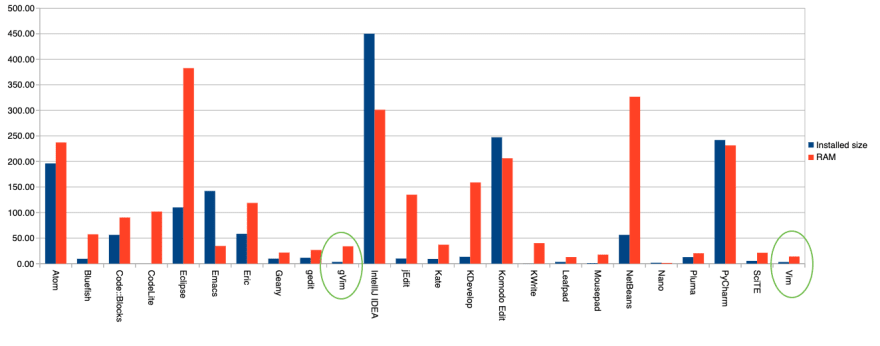 500.00
450.00
400.00
350.00
300.00
250.00
200.00
150.00
100.00
50.00
0.00
Atom
Bluefish
Code::Blocks
CodeLite
Eclipse
Emacs
Eric
Geany
gedit
gVim
IntelliJ IDEA
jEdit
Kate
KDevelop
Komodo Edit
KWrite
Leafpad
Mousepad
NetBeans
Nano
Pluma
PyCharm
SciTE
Vim
Installed size
RAM